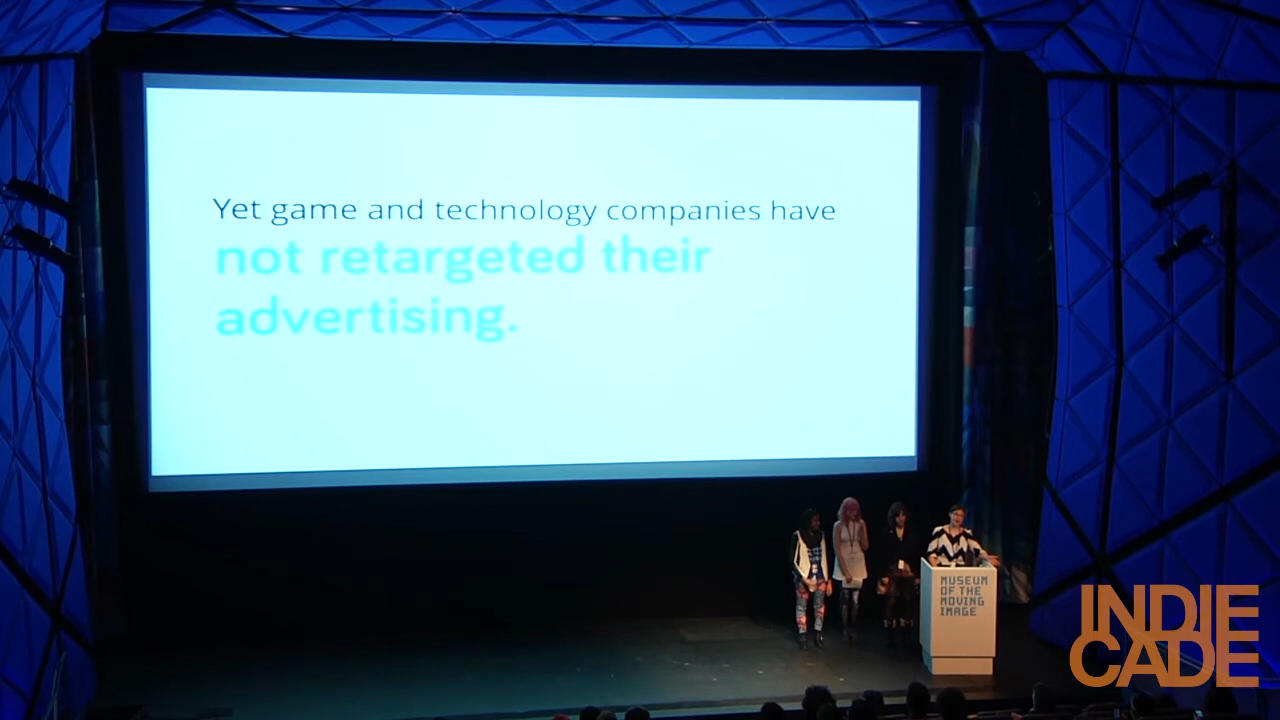 Yet game and technology companies have
not retargeted their
advertising.
MUSEUM
OF THE
MOVING
IMAGE
INDIE
CADE